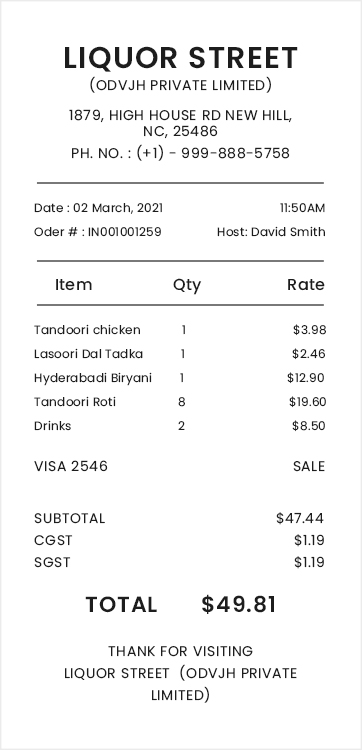 LIQUOR STREET
(ODVJH PRIVATE LIMITED)
1879, HIGH HOUSE RD NEW HILL,
NC, 25486
PH. NO. : (+1) - 999-888-5758
Date : 02 March, 2021 11:50AM
Oder # : IN001001259 Host: David Smith
Item Qty Rate
Tandoori chicken 1 $3.98
Lasoori Dal Tadka 1 $2.46
Hyderabadi Biryani 1 $12.90
Tandoori Roti 8 $19.60
Drinks 2 $8.50
VISA 2546 SALE
SUBTOTAL $47.44
CGST $1.19
SGST $1.19
TOTAL $49.81
THANK FOR VISITING
LIQUOR STREET (ODVJH PRIVATE
LIMITED)